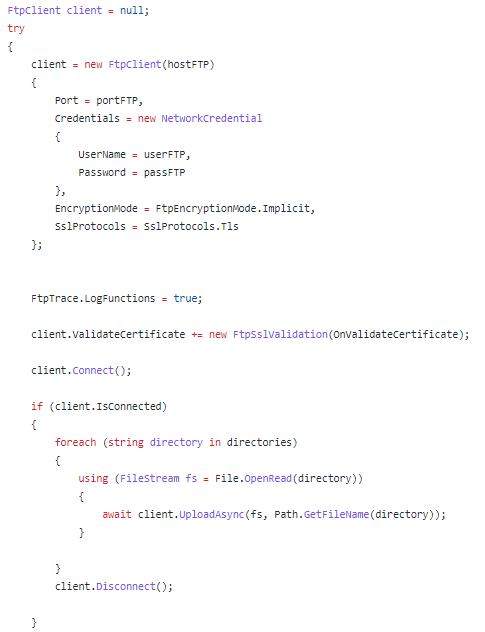 FtpClient client = null;
try
{
    client = new FtpClient(hostFTP)
    {
        Port = portFTP,
        Credentials = new NetworkCredential
        {
            UserName = userFTP,
            Password = passFTP
        },
        EncryptionMode = FtpEncryptionMode.Implicit,
        SslProtocols = SslProtocols.Tls
    };
    FtpTrace.LogFunctions = true;
    client.ValidateCertificate += new FtpSslValidation(OnValidateCertificate);
    client.Connect();
    if (client.IsConnected)
    {
        foreach (string directory in directories)
        {
            using (FileStream fs = File.OpenRead(directory))
            {
                await client.UploadAsync(fs, Path.GetFileName(directory));
            }
        }
        client.Disconnect();
    }